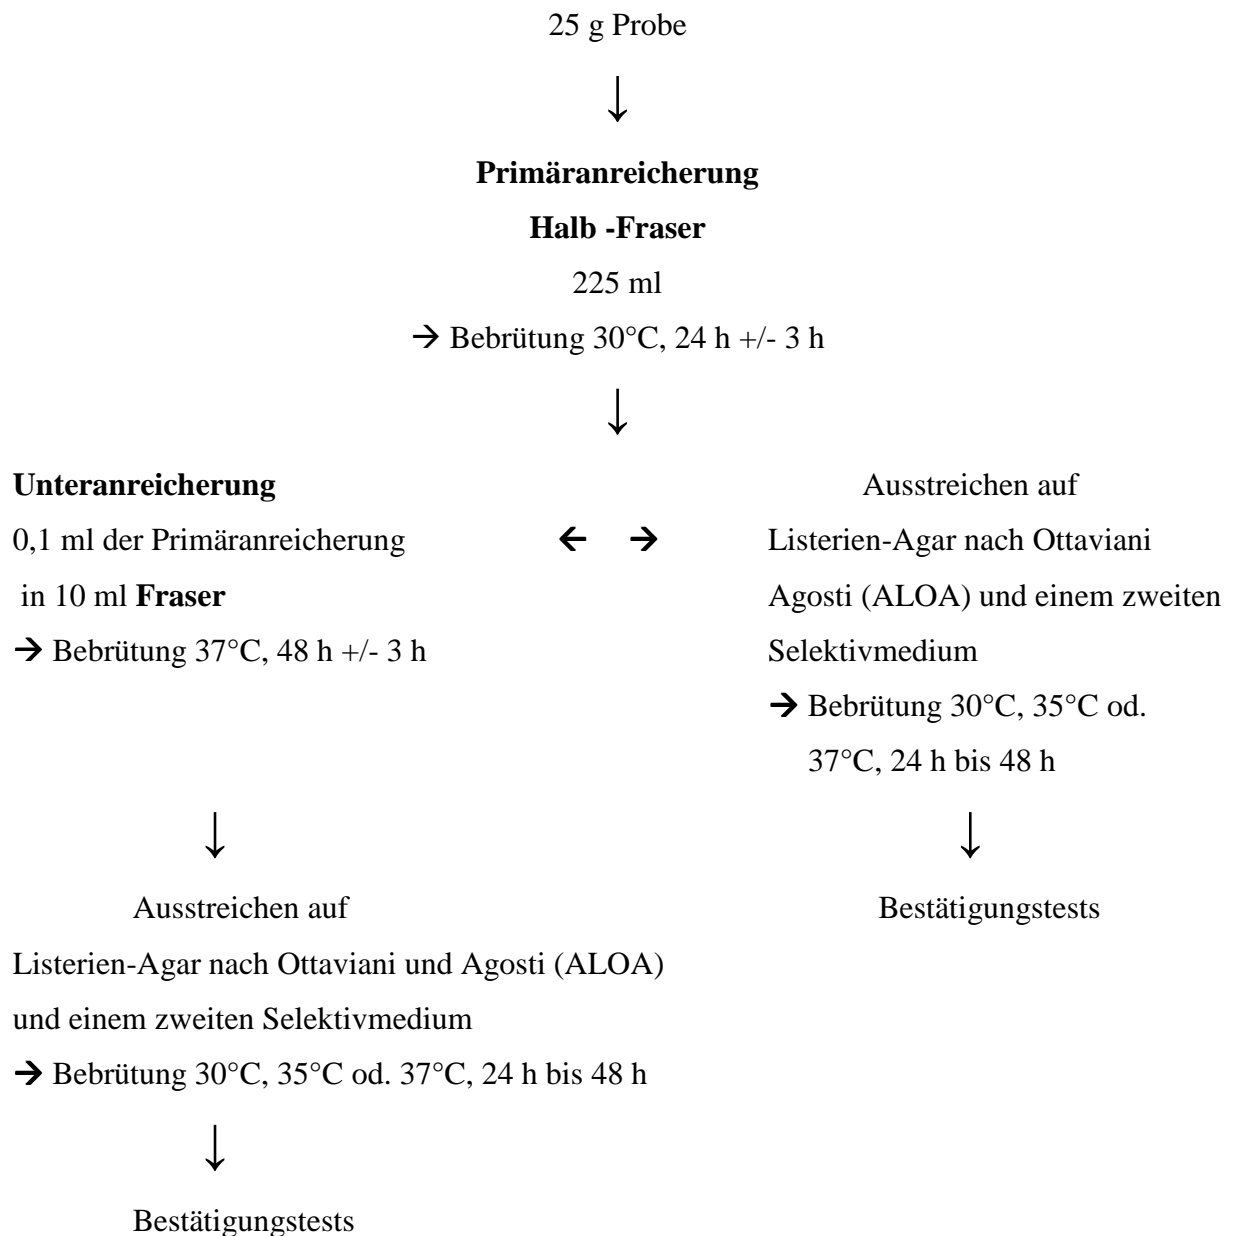 25 g Probe
↓
Primäranreicherung
Halb -Fraser
225 ml
→ Bebrütung 30°C, 24 h +/- 3 h
↓
Unteranreicherung
0,1 ml der Primäranreicherung
in 10 ml Fraser
→ Bebrütung 37°C, 48 h +/- 3 h
← →
Ausstreichen auf
Listerien-Agar nach Ottaviani
Agosti (ALOA) und einem zweiten
Selektivmedium
→ Bebrütung 30°C, 35°C od.
37°C, 24 h bis 48 h
↓
Ausstreichen auf
Listerien-Agar nach Ottaviani und Agosti (ALOA)
und einem zweiten Selektivmedium
→ Bebrütung 30°C, 35°C od. 37°C, 24 h bis 48 h
↓
Bestätigungstests
↓
Bestätigungstests